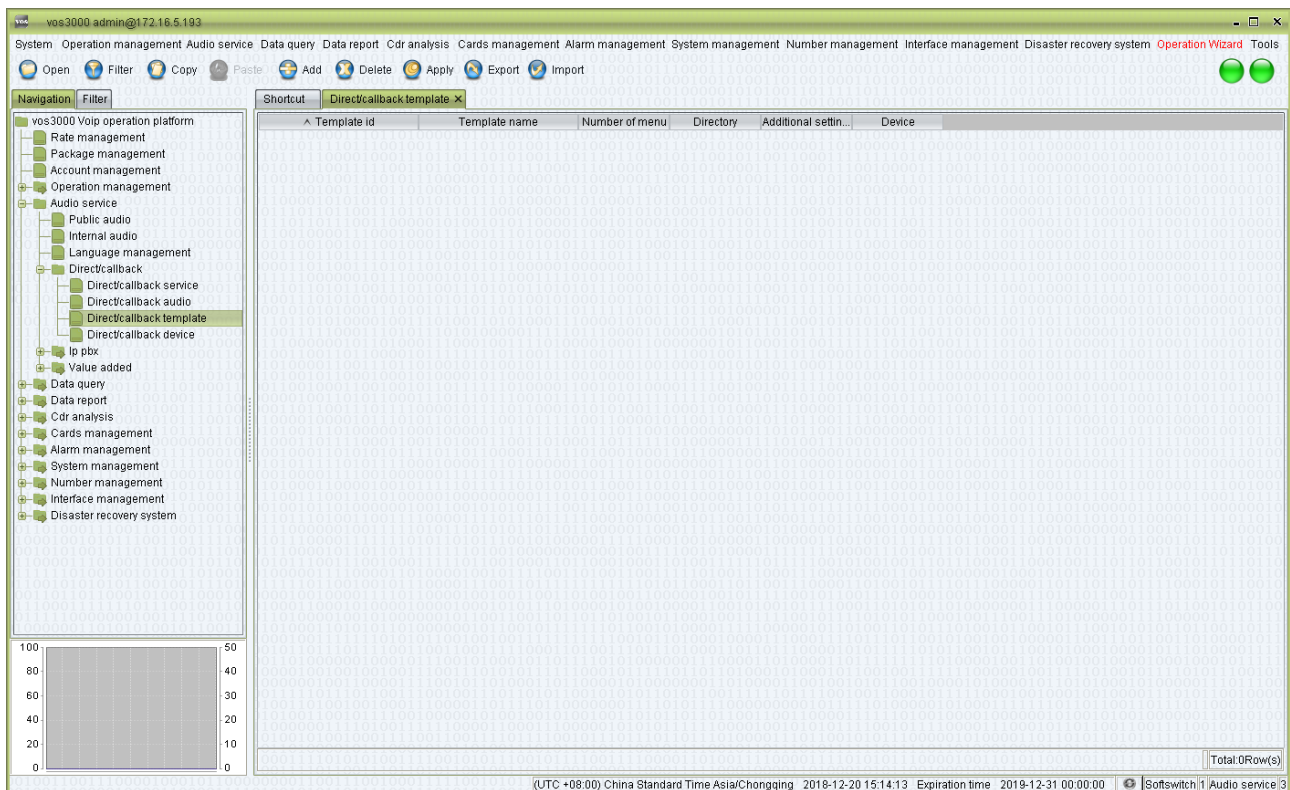 vos vos3000 admin@172.16.5.193
System Operation management Audio service Data query Data report Cdr analysis Cards management Alarm management System management Number management Interface management Disaster recovery system Operation Wizard Tools
Open Filter Copy Paste Add Delete Apply Export Import
Navigation Filter
Shortcut Direct/callback template
vos3000 Voip operation platform
Rate management
Package management
Account management
Operation management
Audio service
Public audio
Internal audio
Language management
Direct/callback
Direct/callback service
Direct/callback audio
Direct/callback template
Direct/callback device
Ip pbx
Value added
Data query
Data report
Cdr analysis
Cards management
Alarm management
System management
Number management
Interface management
Disaster recovery system
Template id Template name Number of menu Directory Additional settin... Device
100 50
80 40
60 30
40 20
20 10
0 0
Total:0Row(s)
(UTC +08:00) China Standard Time Asia/Chongqing 2018-12-20 15:14:13 Expiration time 2019-12-31 00:00:00 Softswitch 1 Audio service 3